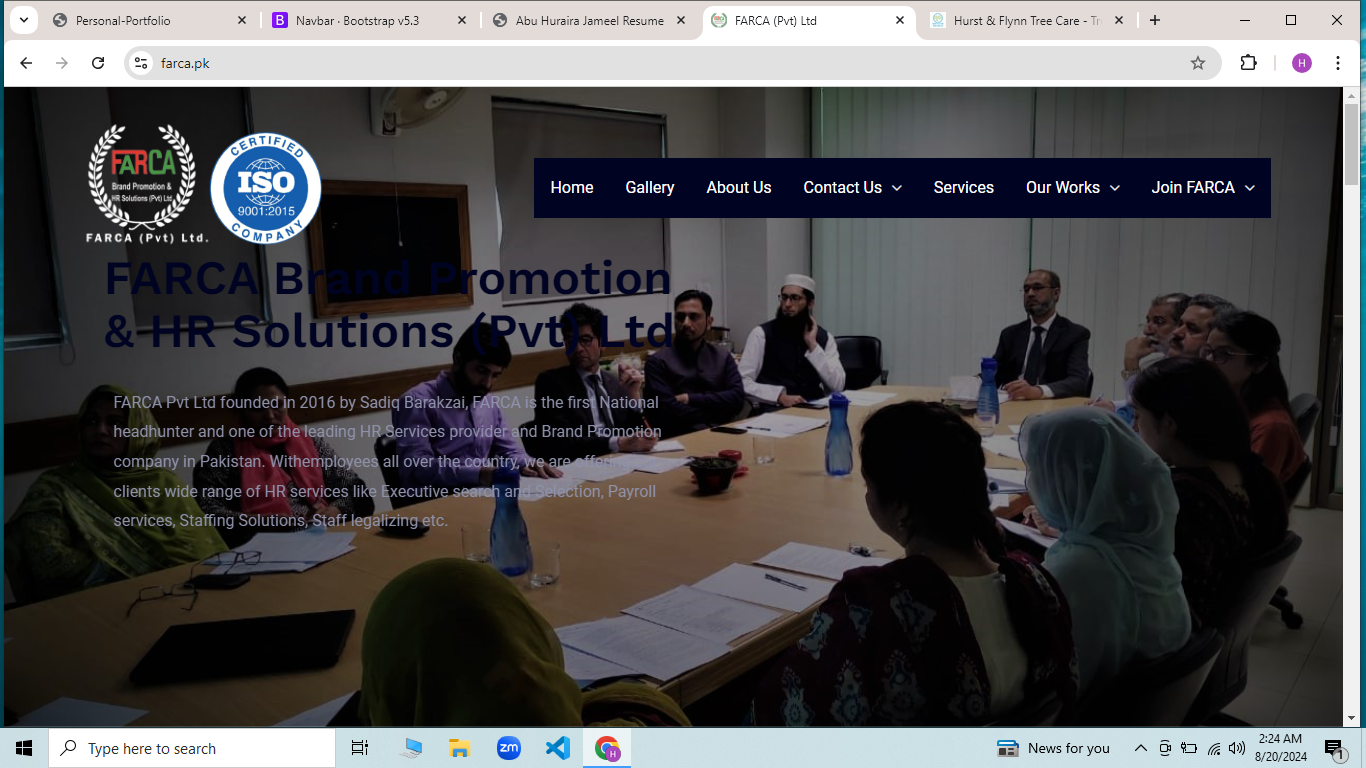 Personal-Portfolio
Navbar · Bootstrap v5.3
Abu Huraira Jameel Resume
FARCA (Pvt) Ltd
Hurst & Flynn Tree Care - Tr
farca.pk
H
FARCA
Brand Promotion &
HR Solutions (Pvt) Ltd
FARCA (Pvt) Ltd.
CERTIFIED
ISO
9001:2015
COMPANY
Home
Gallery
About Us
Contact Us
Services
Our Works
Join FARCA
FARCA Brand Promotion
& HR Solutions (Pvt) Ltd
FARCA Pvt Ltd founded in 2016 by Sadiq Barakzai, FARCA is the first National
headhunter and one of the leading HR Services provider and Brand Promotion
company in Pakistan. Withemployees all over the country, we are offering
clients wide range of HR services like Executive search and Selection, Payroll
services, Staffing Solutions, Staff legalizing etc.
Type here to search
zm
H
News for you
2:24 AM
8/20/2024
1